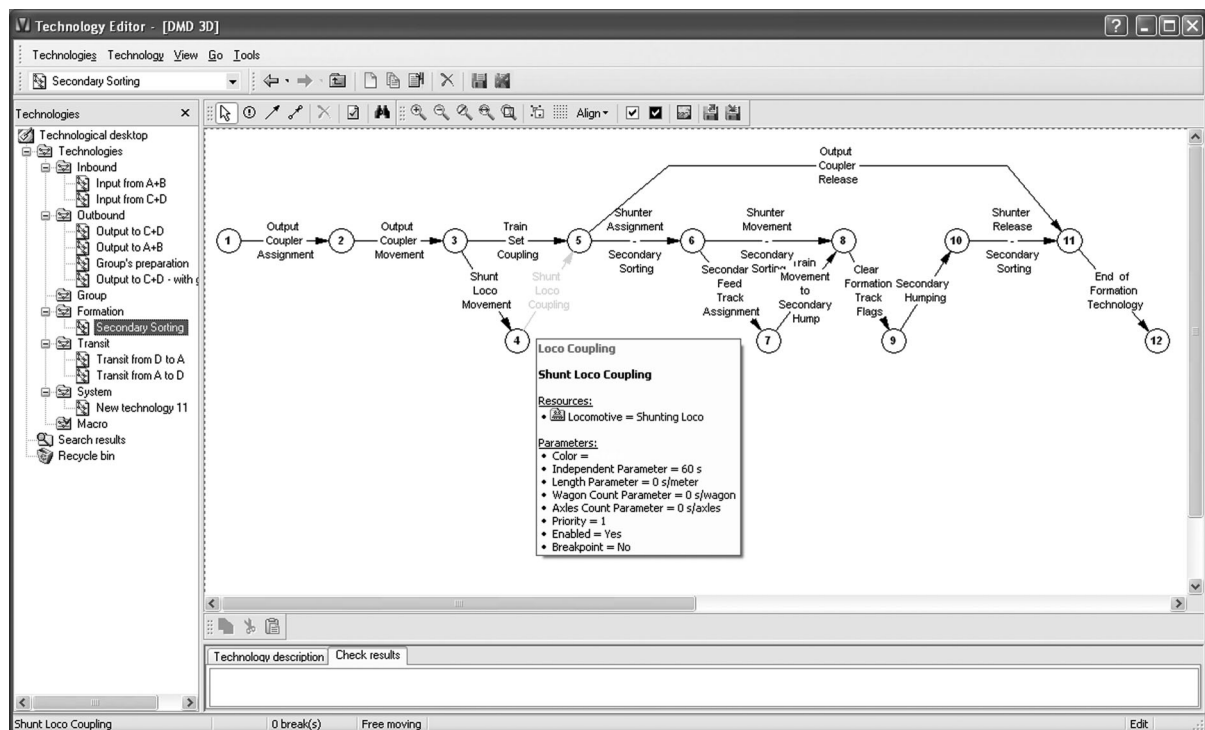 Technology Editor - [DMD 3D]
Technologies Technology View Go Tools
Secondary Sorting
Technologies
Technological desktop
Technologies
Inbound
Input from A+B
Input from C+D
Outbound
Output to C+D
Output to A+B
Group's preparation
Output to C+D - with g
Group
Formation
Secondary Sorting
Transit
Transit from D to A
Transit from A to D
System
New technology 11
Macro
Search results
Recycle bin
Align
Output
Coupler
Release
1
Output
Coupler
Assignment
2
Output
Coupler
Movement
3
Train
Set
Coupling
5
Shunter
Assignment
-
Secondary
Sorting
6
Shunter
Movement
-
Secondary
Sorting
8
10
Shunter
Release
-
Secondary
Sorting
11
Shunt
Loco
Movement
Shunt
Loco
Coupling
4
Secondar
Feed
Track
Assignment
7
Train
Movement
to
Secondary
Hump
Clear
Formation
Track
Flags
9
Secondary
Humping
End of
Formation
Technology
12
Loco Coupling
Shunt Loco Coupling
Resources:
• Locomotive = Shunting Loco
Parameters:
• Color =
• Independent Parameter = 60 s
• Length Parameter = 0 s/meter
• Wagon Count Parameter = 0 s/wagon
• Axles Count Parameter = 0 s/axles
• Priority = 1
• Enabled = Yes
• Breakpoint = No
Technology description Check results
Shunt Loco Coupling 0 break(s) Free moving Edit